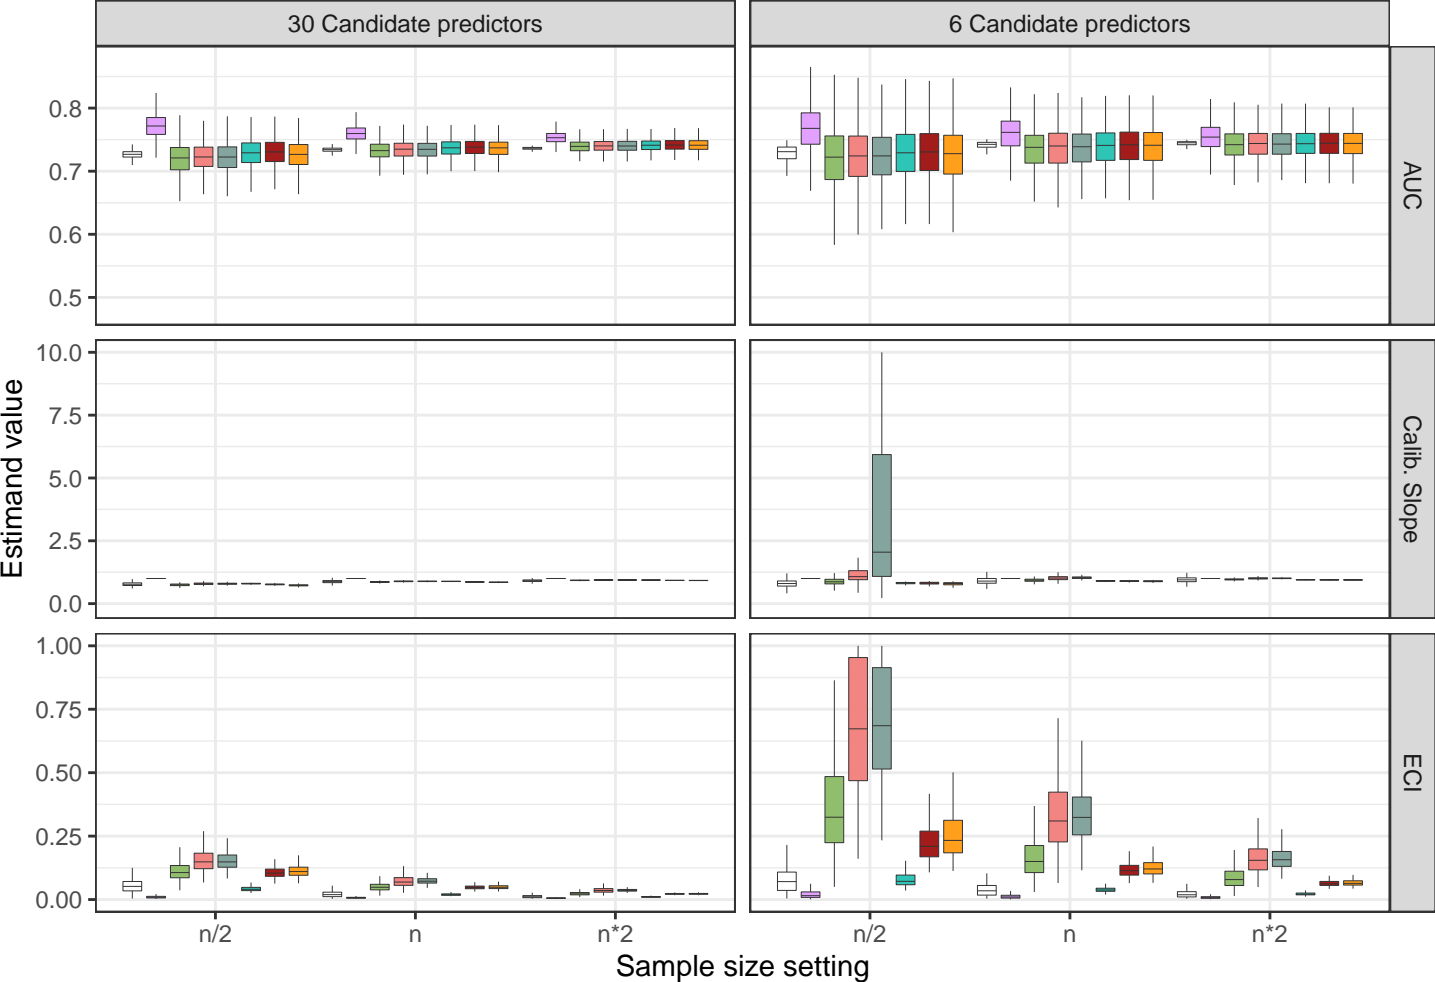 30 Candidate predictors
6 Candidate predictors
0.8
0.7
0.6
0.5
AUC
10.0
7.5
5.0
2.5
0.0
Calib. Slope
1.00
0.75
0.50
0.25
0.00
ECI
Estimand value
n/2
n
n*2
n/2
n
n*2
Sample size setting